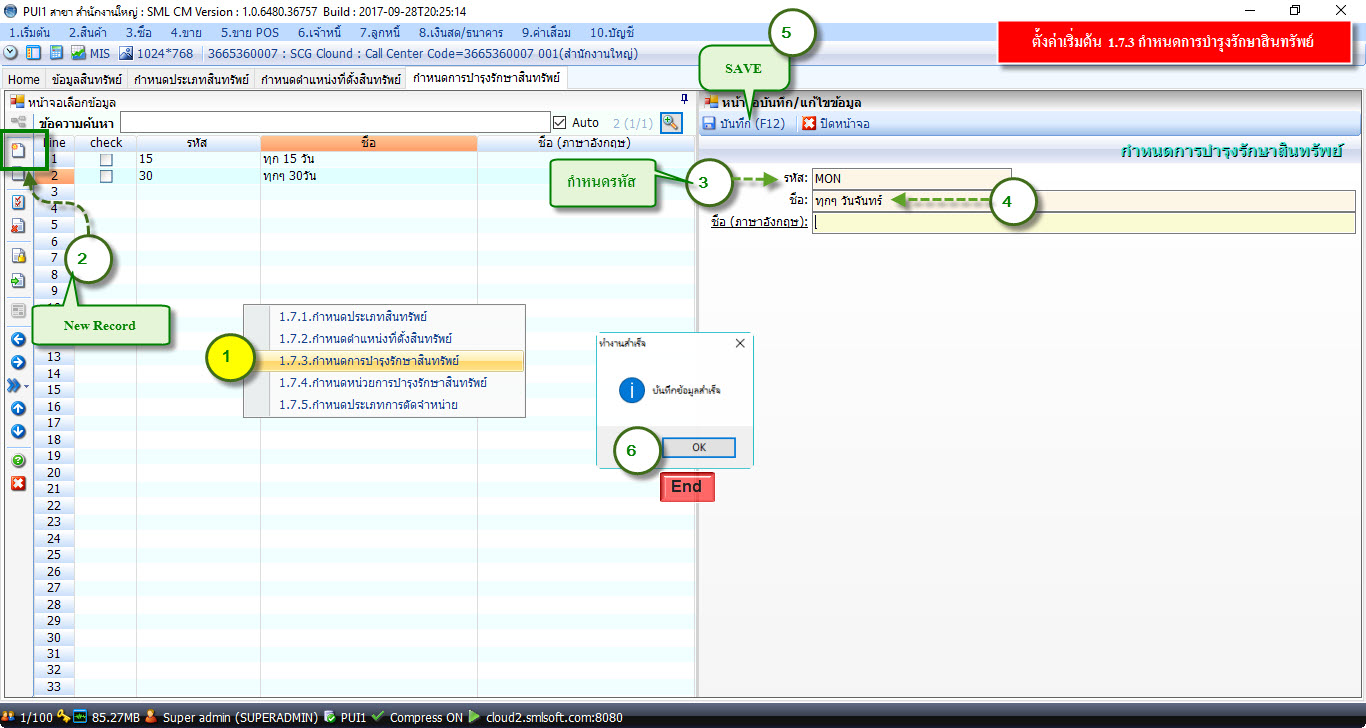 PUI1 สาขา สำนักงานใหญ่ : SML CM Version : 1.0.6480.36757 Build : 2017-09-28T20:25:14
1.เริ่มต้น 2.สินค้า 3.ซื้อ 4.ขาย 5.ขาย POS 6.เจ้าหนี้ 7.ลูกหนี้ 8.เงินสด/ธนาคาร 9.ค่าเสื่อม 10.บัญชี
MIS 1024*768 3665360007 : SCG Clound : Call Center Code=3665360007 001(สำนักงานใหญ่)
ตั้งค่าเริ่มต้น 1.7.3 กำหนดการบำรุงรักษาสินทรัพย์
5
SAVE
Home ข้อมูลสินทรัพย์ กำหนดประเภทสินทรัพย์ กำหนดตำแหน่งที่ตั้งสินทรัพย์ กำหนดการบำรุงรักษาสินทรัพย์
หน้าจอเลือกข้อมูล
ข้อความค้นหา Auto 2 (1/1)
ine check รหัส ชื่อ ชื่อ (ภาษาอังกฤษ)
1 15 ทุก 15 วัน
2 30 ทุกๆ 30วัน
3
4
5
6
7
8
9
13
14
15
16
17
18
19
20
21
22
23
24
25
26
27
28
29
30
31
32
33
2
New Record
1
1.7.1.กำหนดประเภทสินทรัพย์
1.7.2.กำหนดตำแหน่งที่ตั้งสินทรัพย์
1.7.3.กำหนดการบำรุงรักษาสินทรัพย์
1.7.4.กำหนดหน่วยการบำรุงรักษาสินทรัพย์
1.7.5.กำหนดประเภทการตัดจำหน่าย
หน้าจอบันทึก/แก้ไขข้อมูล
บันทึก (F12) ปิดหน้าจอ
กำหนดการบำรุงรักษาสินทรัพย์
กำหนดรหัส
3
รหัส: MON
ชื่อ: ทุกๆ วันจันทร์
4
ชื่อ (ภาษาอังกฤษ):
ทำงานสำเร็จ
บันทึกข้อมูลสำเร็จ
6
OK
End
1/100 85.27MB Super admin (SUPERADMIN) PUI1 Compress ON cloud2.smlsoft.com:8080